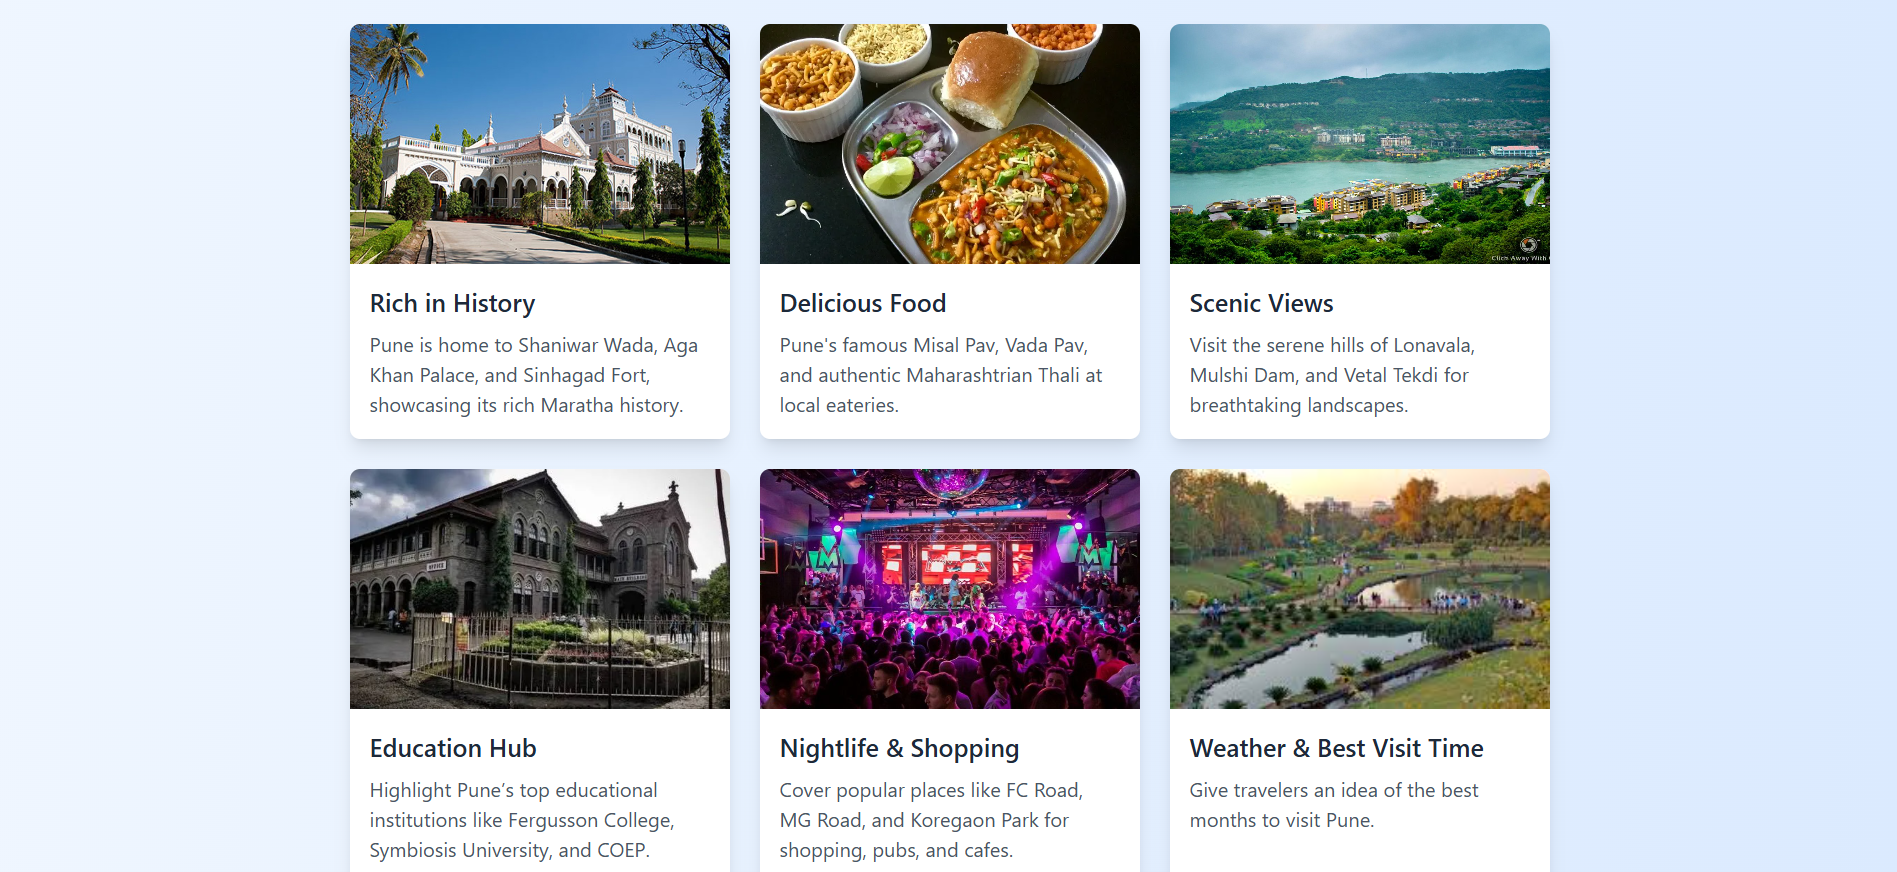 Click Away With
Rich in History
Pune is home to Shaniwar Wada, Aga
Khan Palace, and Sinhagad Fort,
showcasing its rich Maratha history.
Delicious Food
Pune's famous Misal Pav, Vada Pav,
and authentic Maharashtrian Thali at
local eateries.
Scenic Views
Visit the serene hills of Lonavala,
Mulshi Dam, and Vetal Tekdi for
breathtaking landscapes.
OFFICE
Education Hub
Highlight Pune’s top educational
institutions like Fergusson College,
Symbiosis University, and COEP.
M
M
Nightlife & Shopping
Cover popular places like FC Road,
MG Road, and Koregaon Park for
shopping, pubs, and cafes.
Weather & Best Visit Time
Give travelers an idea of the best
months to visit Pune.